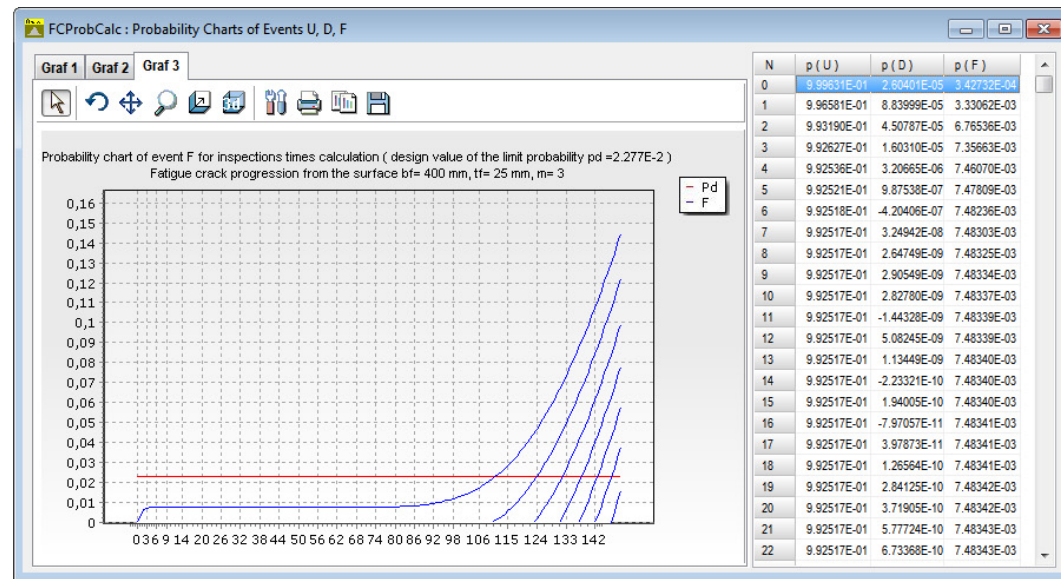 FCProbCalc : Probability Charts of Events U, D, F
Graf 1 Graf 2 Graf 3
Probability chart of event F for inspections times calculation ( design value of the limit probability pd =2.277E-2 )
Fatigue crack progression from the surface bf= 400 mm, tf= 25 mm, m= 3
Pd
F
0,16
0,15
0,14
0,13
0,12
0,11
0,1
0,09
0,08
0,07
0,06
0,05
0,04
0,03
0,02
0,01
0
0 3 6 9 14 20 26 32 38 44 50 56 62 68 74 80 86 92 98 106 115 124 133 142
N p ( U ) p ( D ) p ( F )
0 9.99631E-01 2.60401E-05 3.42732E-04
1 9.96581E-01 8.83999E-05 3.33062E-03
2 9.93190E-01 4.50787E-05 6.76536E-03
3 9.92627E-01 1.60310E-05 7.35663E-03
4 9.92536E-01 3.20665E-06 7.46070E-03
5 9.92521E-01 9.87538E-07 7.47809E-03
6 9.92518E-01 -4.20406E-07 7.48236E-03
7 9.92517E-01 3.24942E-08 7.48303E-03
8 9.92517E-01 2.64749E-09 7.48325E-03
9 9.92517E-01 2.90549E-09 7.48334E-03
10 9.92517E-01 2.82780E-09 7.48337E-03
11 9.92517E-01 -1.44328E-09 7.48339E-03
12 9.92517E-01 5.08245E-09 7.48339E-03
13 9.92517E-01 1.13449E-09 7.48340E-03
14 9.92517E-01 -2.23321E-10 7.48340E-03
15 9.92517E-01 1.94005E-10 7.48340E-03
16 9.92517E-01 -7.97057E-11 7.48341E-03
17 9.92517E-01 3.97873E-11 7.48341E-03
18 9.92517E-01 1.26564E-10 7.48341E-03
19 9.92517E-01 2.84125E-10 7.48342E-03
20 9.92517E-01 3.71905E-10 7.48342E-03
21 9.92517E-01 5.77724E-10 7.48343E-03
22 9.92517E-01 6.73368E-10 7.48343E-03